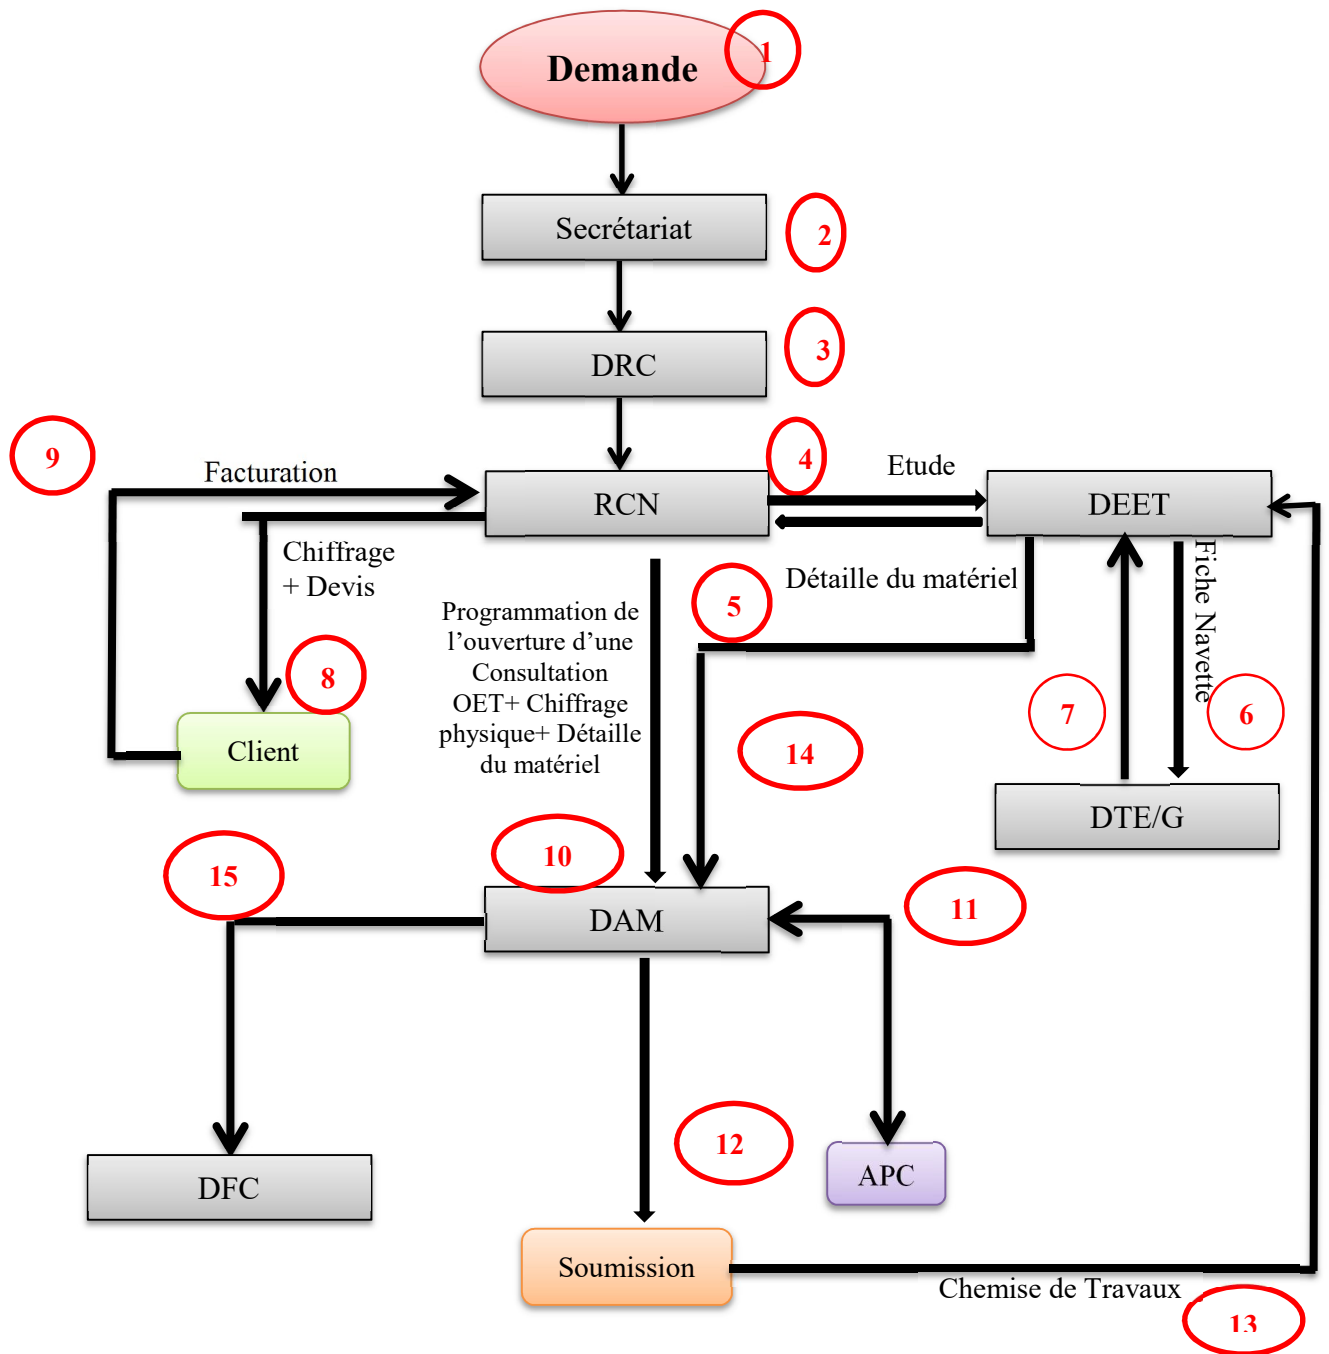 Demande
1
Secrétariat
2
DRC
3
9
Facturation
RCN
4
Etude
DEET
Chiffrage
+ Devis
8
Client
Programmation de
l’ouverture d’une
Consultation
OET+ Chiffrage
physique+ Détaille
du matériel
5
Détaille du matériel
Fiche Navette
7
6
14
DTE/G
15
10
DAM
11
DFC
12
APC
Soumission
Chemise de Travaux
13